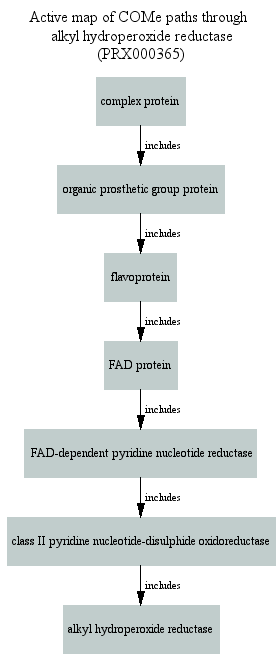 Active map of COMe paths through
alkyl hydroperoxide reductase
(PRX000365)
complex protein
includes
organic prosthetic group protein
includes
flavoprotein
includes
FAD protein
includes
FAD-dependent pyridine nucleotide reductase
includes
class II pyridine nucleotide-disulphide oxidoreductase
includes
alkyl hydroperoxide reductase